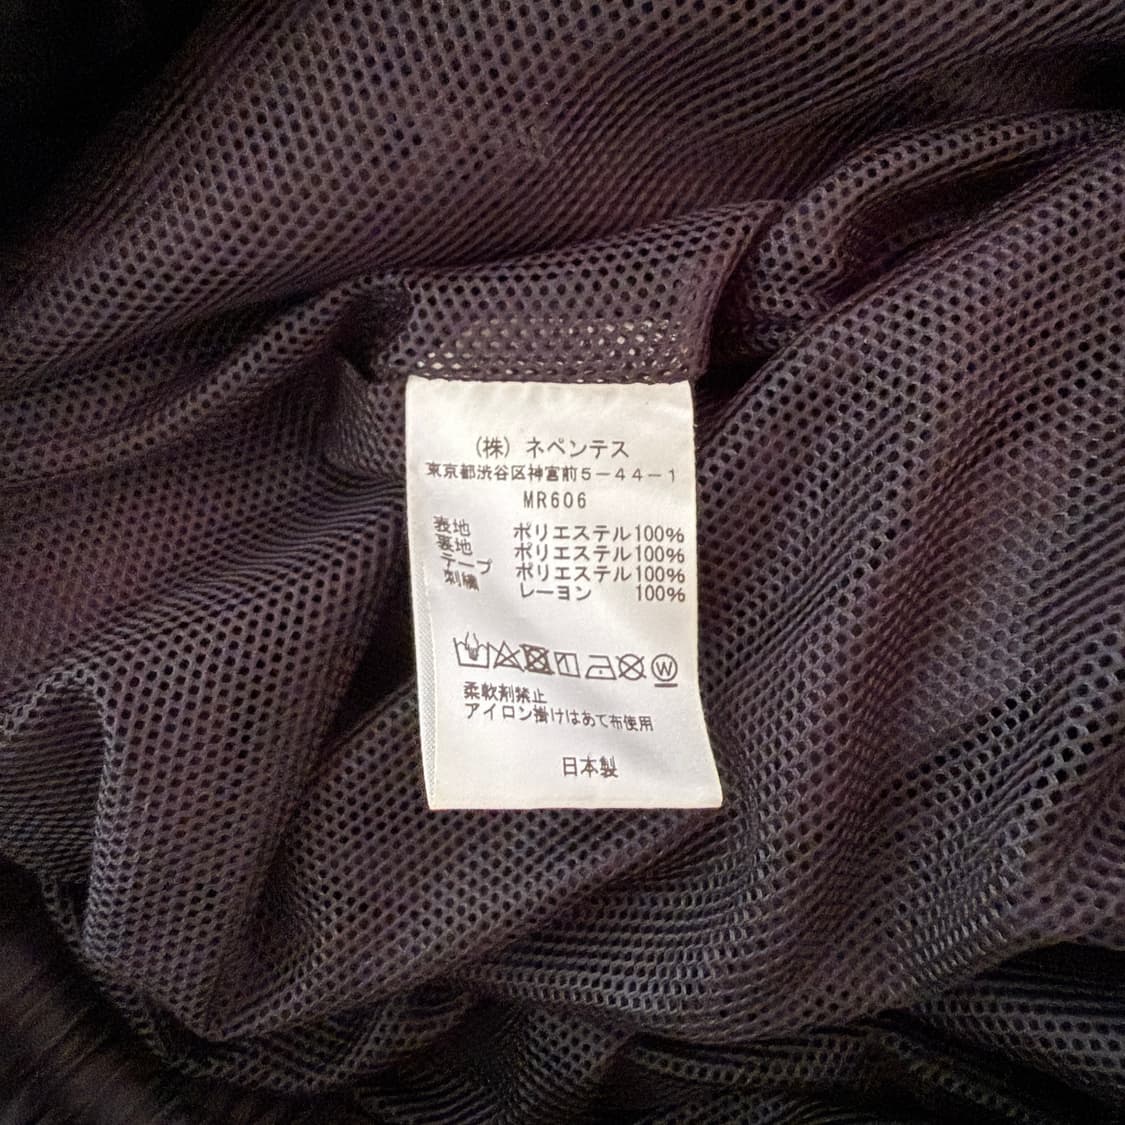 (株) ネペンテス
東京都渋谷区神宮前5-44-1
MR606
表地 ポリエステル100%
裏地 ポリエステル100%
テープ ポリエステル100%
刺繍 レーヨン 100%
W
柔軟剤禁止
アイロン掛けはあて布使用
日本製